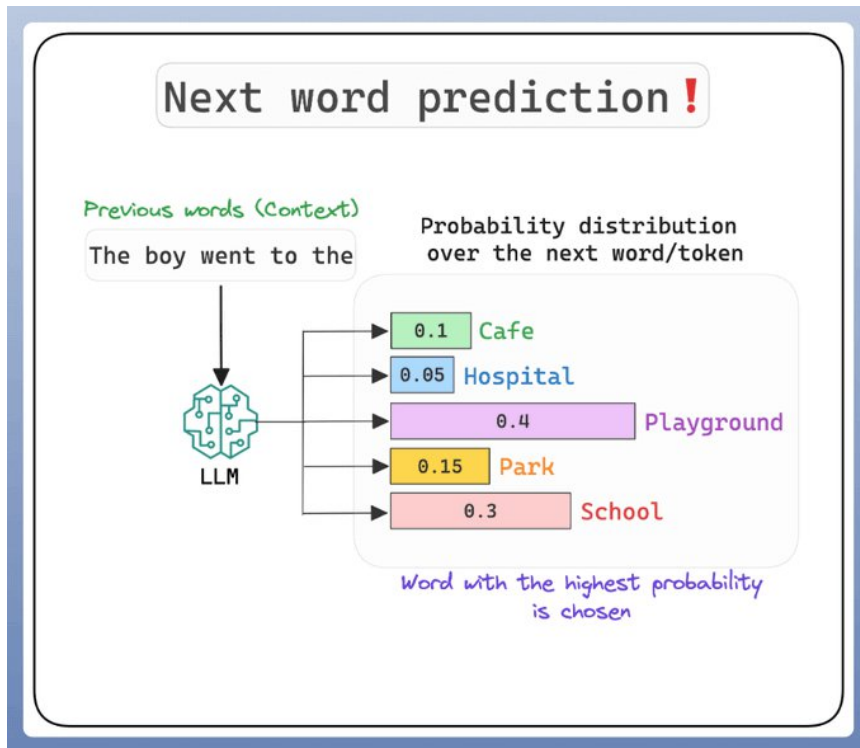 Next word prediction❗
Previous words (Context)
The boy went to the
LLM
Probability distribution
over the next word/token
0.1 Cafe
0.05 Hospital
0.4 Playground
0.15 Park
0.3 School
Word with the highest probability
is chosen